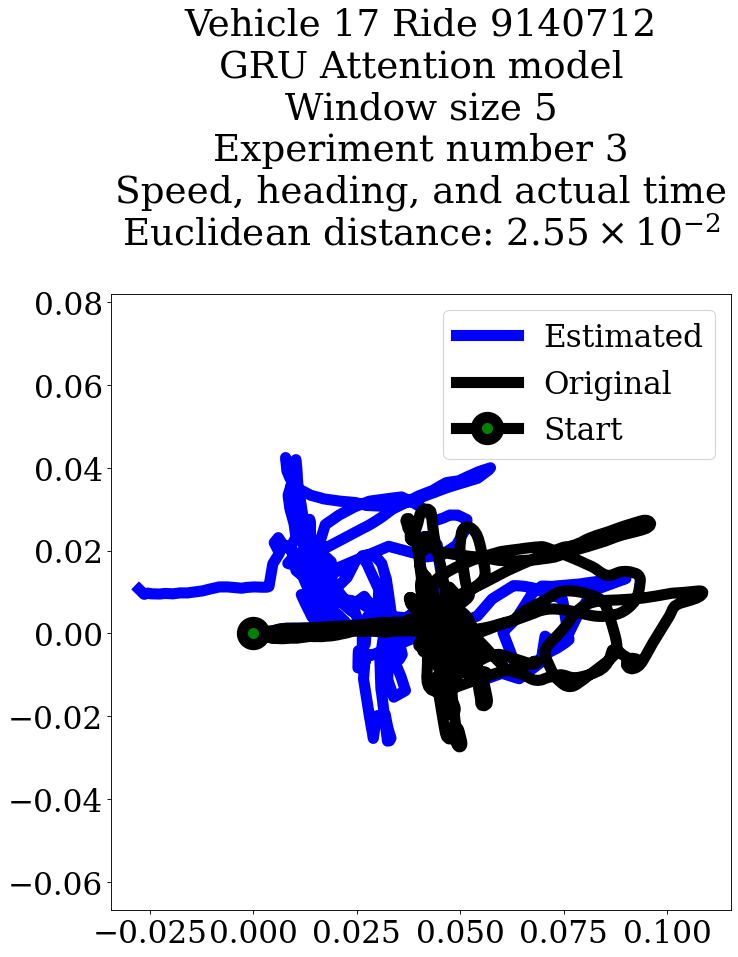 Vehicle 17 Ride 9140712
GRU Attention model
Window size 5
Experiment number 3
Speed, heading, and actual time
Euclidean distance: 2.55 × 10⁻²
Estimated
Original
Start
0.08
0.06
0.04
0.02
0.00
−0.02
−0.04
−0.06
−0.025 0.000 0.025 0.050 0.075 0.100